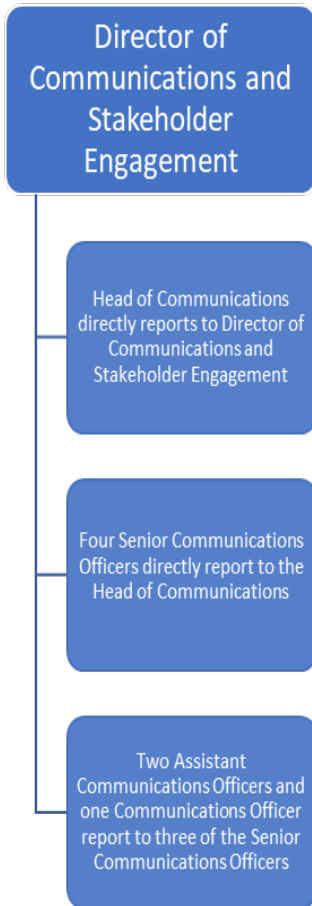 Director of
Communications and
Stakeholder
Engagement
Head of Communications
directly reports to Director of
Communications and
Stakeholder Engagement
Four Senior Communications
Officers directly report to the
Head of Communications
Two Assistant
Communications Officers and
one Communications Officer
report to three of the Senior
Communications Officers